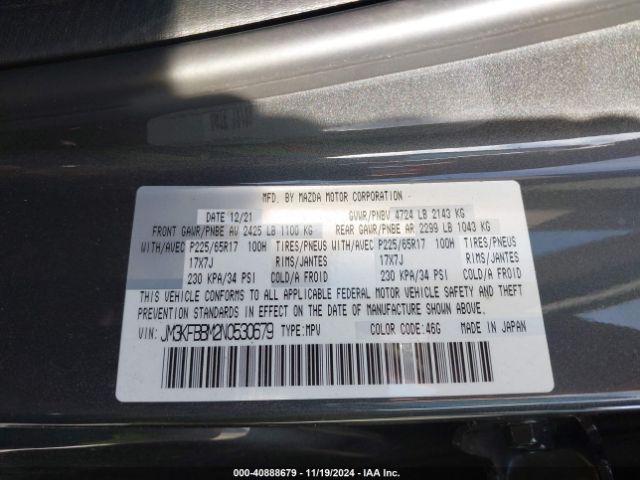 MFD. BY MAZDA MOTOR CORPORATION
DATE 12/21 GVWR/PNBV 4724 LB 2143 KG
FRONT GAWR/PNBE AV 2425 LB 1100 KG REAR GAWR/PNBE AR 2299 LB 1043 KG
WITH/AVEC P225/65R17 100H TIRES/PNEUS WITH/AVEC P225/65R17 100H TIRES/PNEUS
17X7J RIMS/JANTES 17X7J RIMS/JANTES
230 KPA/34 PSI COLD/A FROID 230 KPA/34 PSI COLD/A FROID
THIS VEHICLE CONFORMS TO ALL APPLICABLE FEDERAL MOTOR VEHICLE SAFETY AND THEFT
PREVENTION STANDARDS IN EFFECT ON THE DATE OF MANUFACTURE SHOWN ABOVE.
VIN: JM3KFBBM2N0530679 TYPE:MPV COLOR CODE:46G MADE IN JAPAN
000-40888679 - 11/19/2024 - IAA Inc.